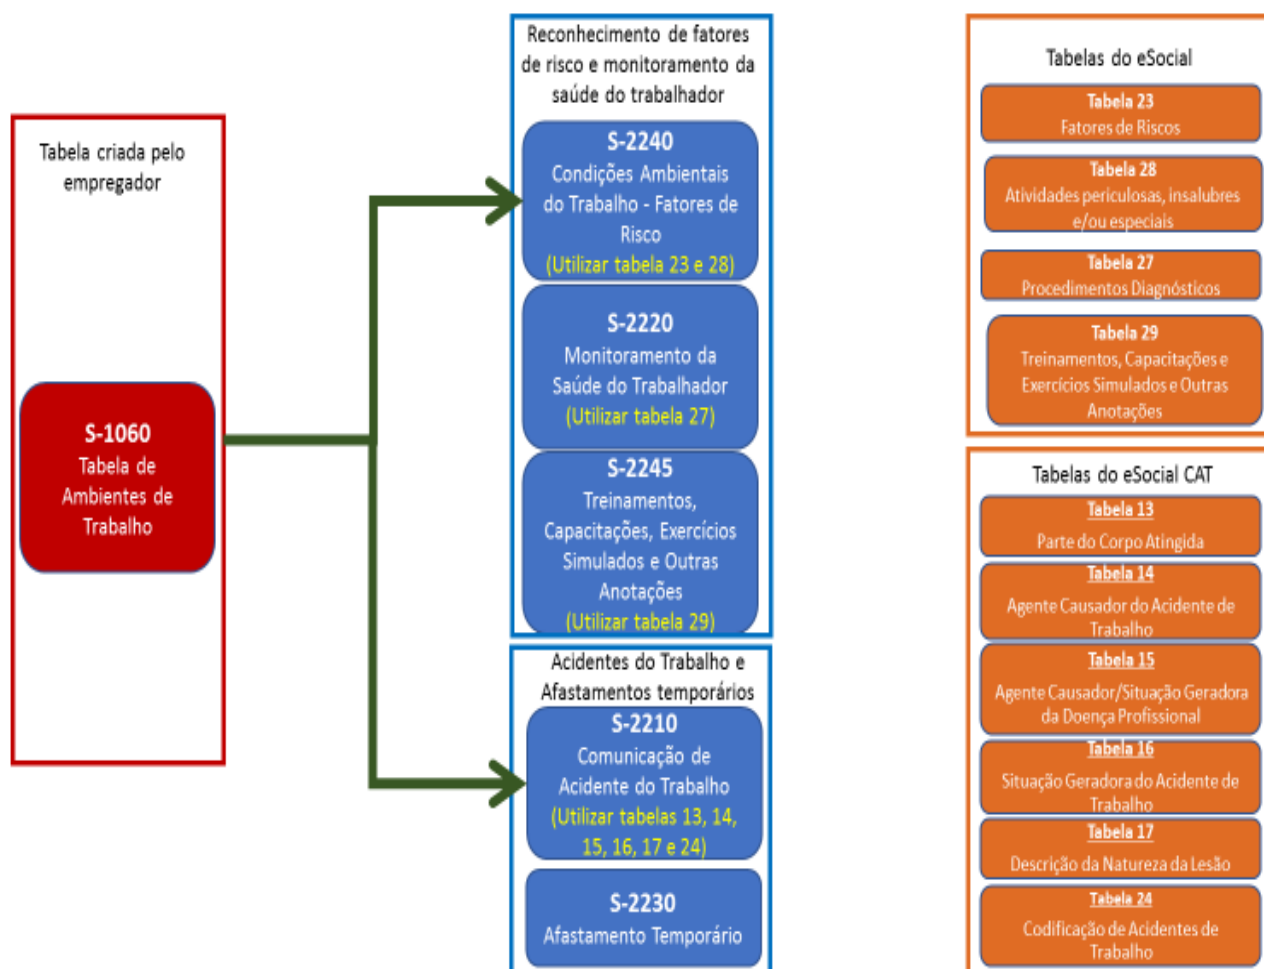 Tabela criada pelo
empregador
S-1060
Tabela de
Ambientes de
Trabalho
Reconhecimento de fatores
de risco e monitoramento da
saúde do trabalhador
S-2240
Condições Ambientais
do Trabalho - Fatores de
Risco
(Utilizar tabela 23 e 28)
S-2220
Monitoramento da
Saúde do Trabalhador
(Utilizar tabela 27)
S-2245
Treinamentos,
Capacitações, Exercícios
Simulados e Outras
Anotações
(Utilizar tabela 29)
Acidentes do Trabalho e
Afastamentos temporários
S-2210
Comunicação de
Acidente do Trabalho
(Utilizar tabelas 13, 14,
15, 16, 17 e 24)
S-2230
Afastamento Temporário
Tabelas do eSocial
Tabela 23
Fatores de Riscos
Tabela 28
Atividades periculosas, insalubres
e/ou especiais
Tabela 27
Procedimentos Diagnósticos
Tabela 29
Treinamentos, Capacitações e
Exercícios Simulados e Outras
Anotações
Tabelas do eSocial CAT
Tabela 13
Parte do Corpo Atingida
Tabela 14
Agente Causador do Acidente de
Trabalho
Tabela 15
Agente Causador/Situação Geradora
da Doença Profissional
Tabela 16
Situação Geradora do Acidente de
Trabalho
Tabela 17
Descrição da Natureza da Lesão
Tabela 24
Codificação de Acidentes de
Trabalho